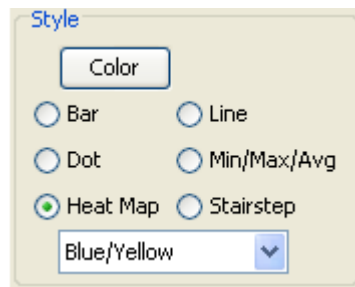 Style
Color
Bar Line
Dot Min/Max/Avg
Heat Map Stairstep
Blue/Yellow